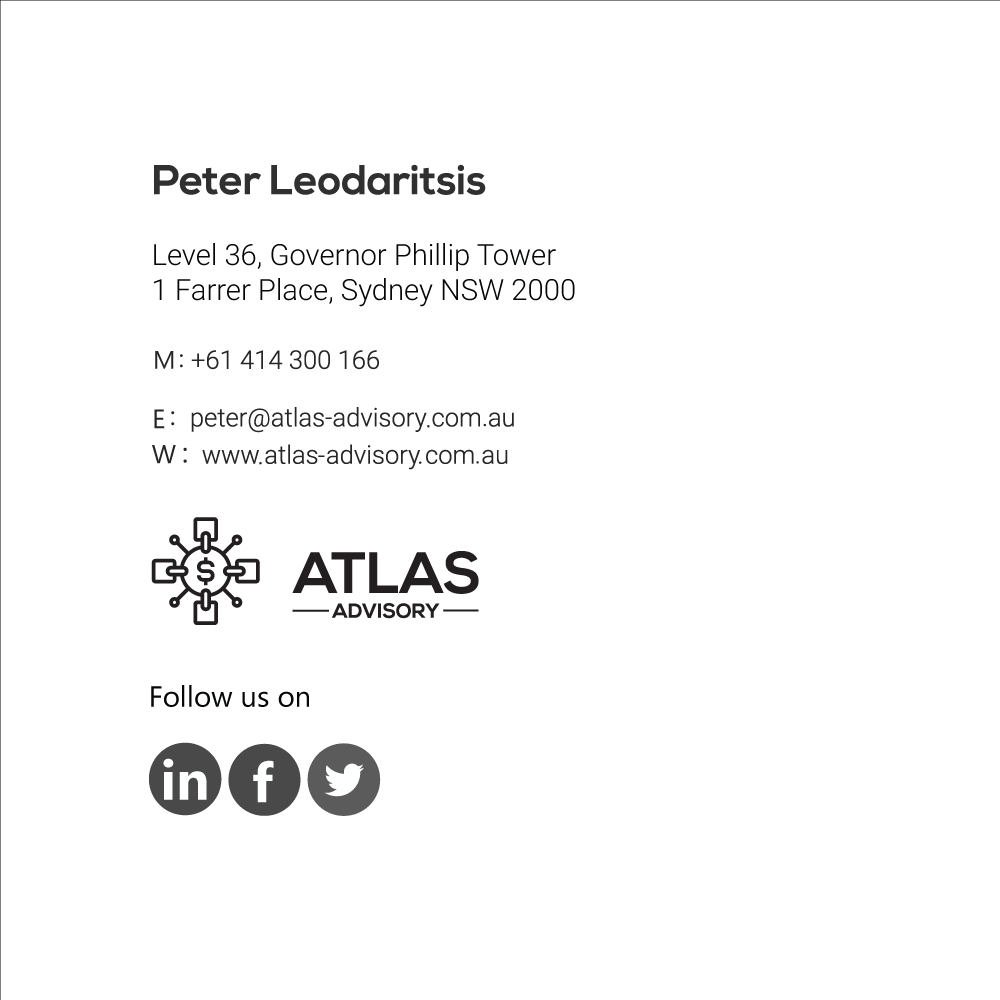 Peter Leodaritsis
Level 36, Governor Phillip Tower
1 Farrer Place, Sydney NSW 2000
M: +61 414 300 166
E: peter@atlas-advisory.com.au
W: www.atlas-advisory.com.au
$
ATLAS
ADVISORY
Follow us on
in f